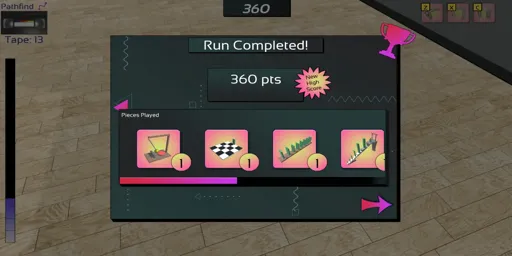 Pathfind
360
Z
X
C
Tape: 13
Run Completed!
360 pts
New
High
Score
Pieces Played
1
1
1
1